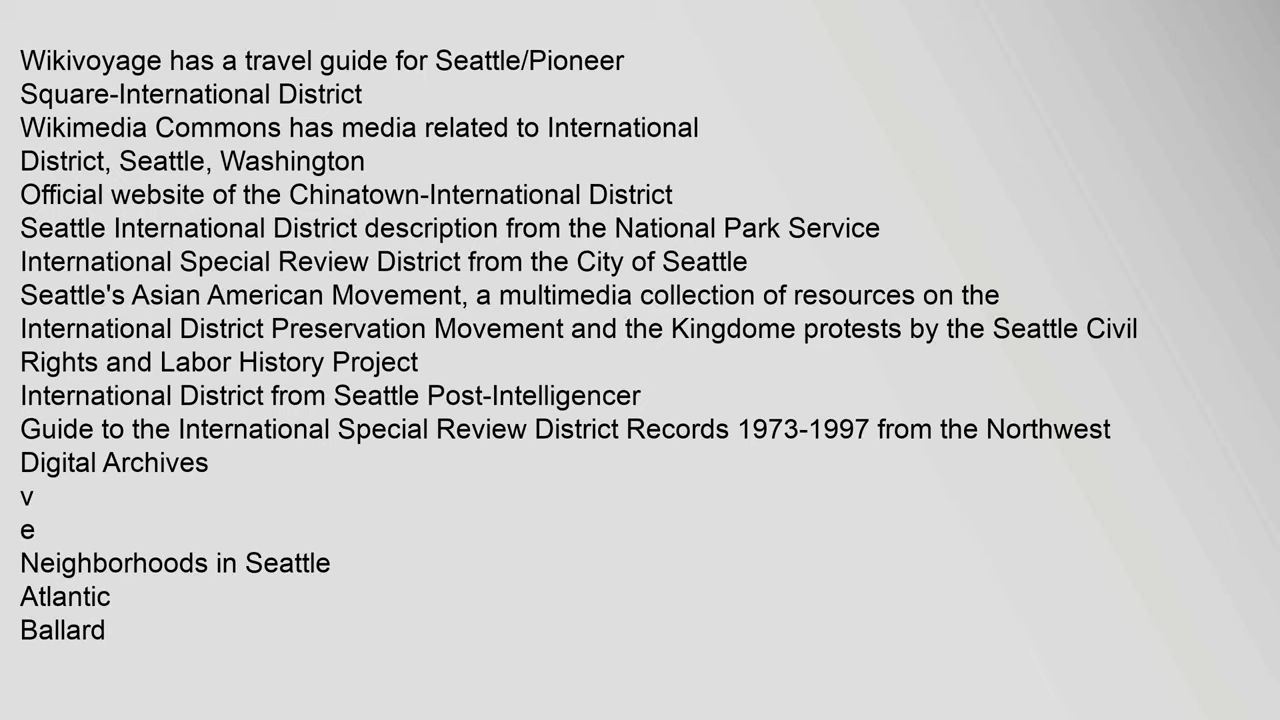 Wikivoyage has a travel guide for Seattle/Pioneer
Square-International District
Wikimedia Commons has media related to International
District, Seattle, Washington
Official website of the Chinatown-International District
Seattle International District description from the National Park Service
International Special Review District from the City of Seattle
Seattle's Asian American Movement, a multimedia collection of resources on the
International District Preservation Movement and the Kingdome protests by the Seattle Civil
Rights and Labor History Project
International District from Seattle Post-Intelligencer
Guide to the International Special Review District Records 1973-1997 from the Northwest
Digital Archives
v
e
Neighborhoods in Seattle
Atlantic
Ballard